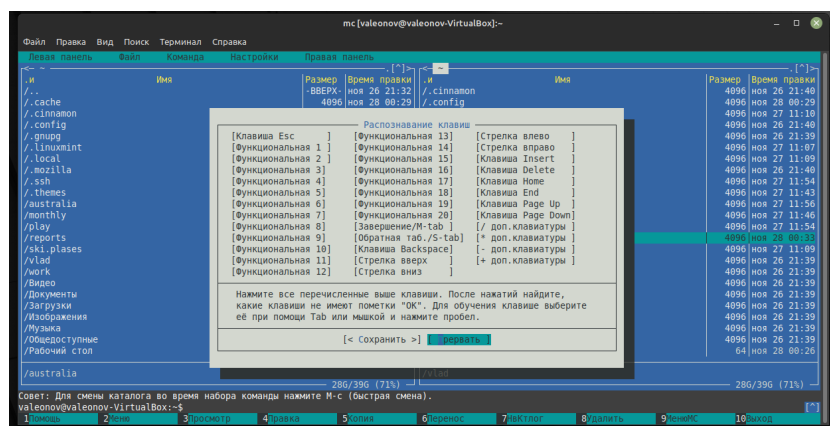 mc [valeonov@valeonov-VirtualBox]:~
Файл Правка Вид Поиск Терминал Справка
Левая панель Файл Команда Настройки Правая панель
<- ~ .[^]> <- ~ .[^]>
.и Имя Размер Время правки .и Имя Размер Время правки
/.. -ВВЕРХ- ноя 26 21:32 /.cinnamon 4096 ноя 26 21:40
/.cache 4096 ноя 28 00:29 /.config 4096 ноя 28 00:29
/.cinnamon 4096 ноя 27 11:10
/.config Распознавание клавиш 4096 ноя 26 21:40
/.gnupg [Клавиша Esc ] [Функциональная 13] [Стрелка влево ] 4096 ноя 26 21:39
/.linuxmint [Функциональная 1 ] [Функциональная 14] [Стрелка вправо ] 4096 ноя 27 11:07
/.local [Функциональная 2 ] [Функциональная 15] [Клавиша Insert ] 4096 ноя 27 11:09
/.mozilla [Функциональная 3] [Функциональная 16] [Клавиша Delete ] 4096 ноя 26 21:40
/.ssh [Функциональная 4] [Функциональная 17] [Клавиша Home ] 4096 ноя 27 11:54
/.themes [Функциональная 5] [Функциональная 18] [Клавиша End ] 4096 ноя 27 11:43
/australia [Функциональная 6] [Функциональная 19] [Клавиша Page Up ] 4096 ноя 27 11:56
/monthly [Функциональная 7] [Функциональная 20] [Клавиша Page Down] 4096 ноя 27 11:46
/play [Функциональная 8] [Завершение/M-tab ] [/ доп.клавиатуры ] 4096 ноя 27 11:54
/reports [Функциональная 9] [Обратная таб./S-tab] [* доп.клавиатуры ] 4096 ноя 28 00:33
/ski.plases [Функциональная 10] [Клавиша Backspace] [- доп.клавиатуры ] 4096 ноя 27 11:09
/vlad [Функциональная 11] [Стрелка вверх ] [+ доп.клавиатуры ] 4096 ноя 26 21:39
/work [Функциональная 12] [Стрелка вниз ] 4096 ноя 26 21:39
/Видео 4096 ноя 26 21:39
/Документы Нажмите все перечисленные выше клавиши. После нажатий найдите, 4096 ноя 26 21:39
/Загрузки какие клавиши не имеют пометки "OK". Для обучения клавише выберите 4096 ноя 26 21:39
/Изображения её при помощи Tab или мышкой и нажмите пробел. 4096 ноя 26 21:39
/Музыка 4096 ноя 26 21:39
/Общедоступные [< Сохранить >] [ Прервать ] 4096 ноя 26 21:39
/Рабочий стол 64 ноя 28 00:26
/australia /vlad
28G/39G (71%) 28G/39G (71%)
Совет: Для смены каталога во время набора команды нажмите M-c (быстрая смена).
valeonov@valeonov-VirtualBox:~$ [^]
1Помощь 2Меню 3Просмотр 4Правка 5Копия 6Перенос 7НвКтлог 8Удалить 9МенюMC 10Выход